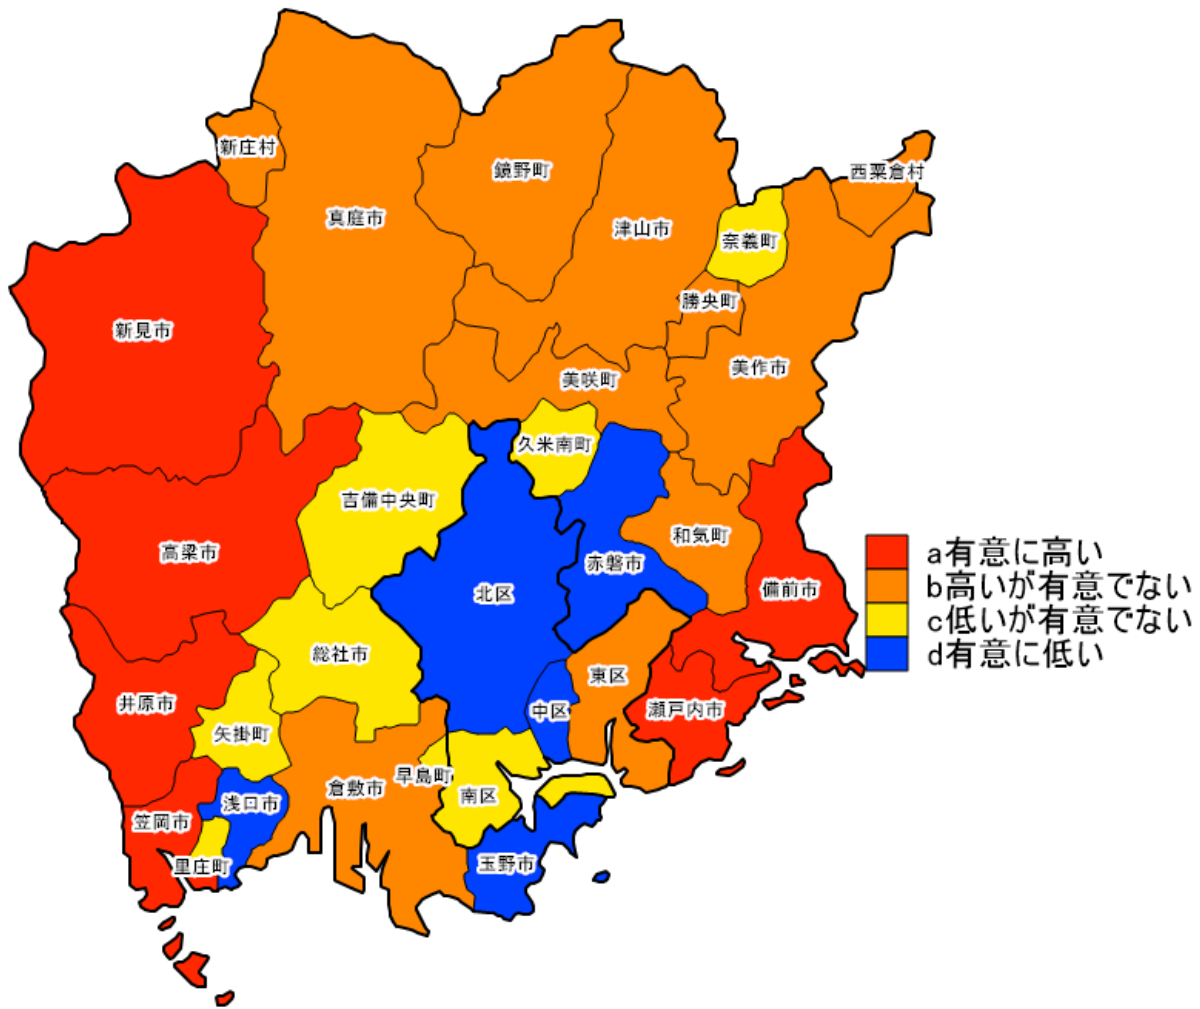 新庄村
鏡野町
西粟倉村
真庭市
津山市
奈義町
勝央町
新見市
美作市
美咲町
久米南町
吉備中央町
和気町
高梁市
赤磐市
備前市
北区
a有意に高い
b高いが有意でない
c低いが有意でない
d有意に低い
総社市
東区
井原市
中区
瀬戸内市
矢掛町
早島町
倉敷市
南区
浅口市
笠岡市
里庄町
玉野市